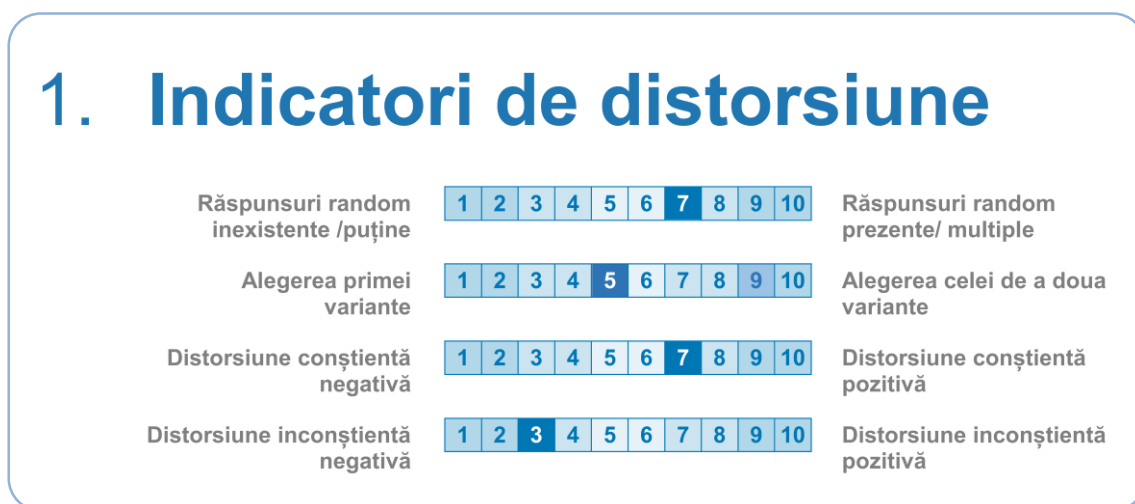 1. Indicatori de distorsiune
Răspunsuri random 1 2 3 4 5 6 7 8 9 10 Răspunsuri random
inexistente /puține prezente/ multiple
Alegerea primei 1 2 3 4 5 6 7 8 9 10 Alegerea celei de a doua
variante variante
Distorsiune conștientă 1 2 3 4 5 6 7 8 9 10 Distorsiune conștientă
negativă pozitivă
Distorsiune inconștientă 1 2 3 4 5 6 7 8 9 10 Distorsiune inconștientă
negativă pozitivă